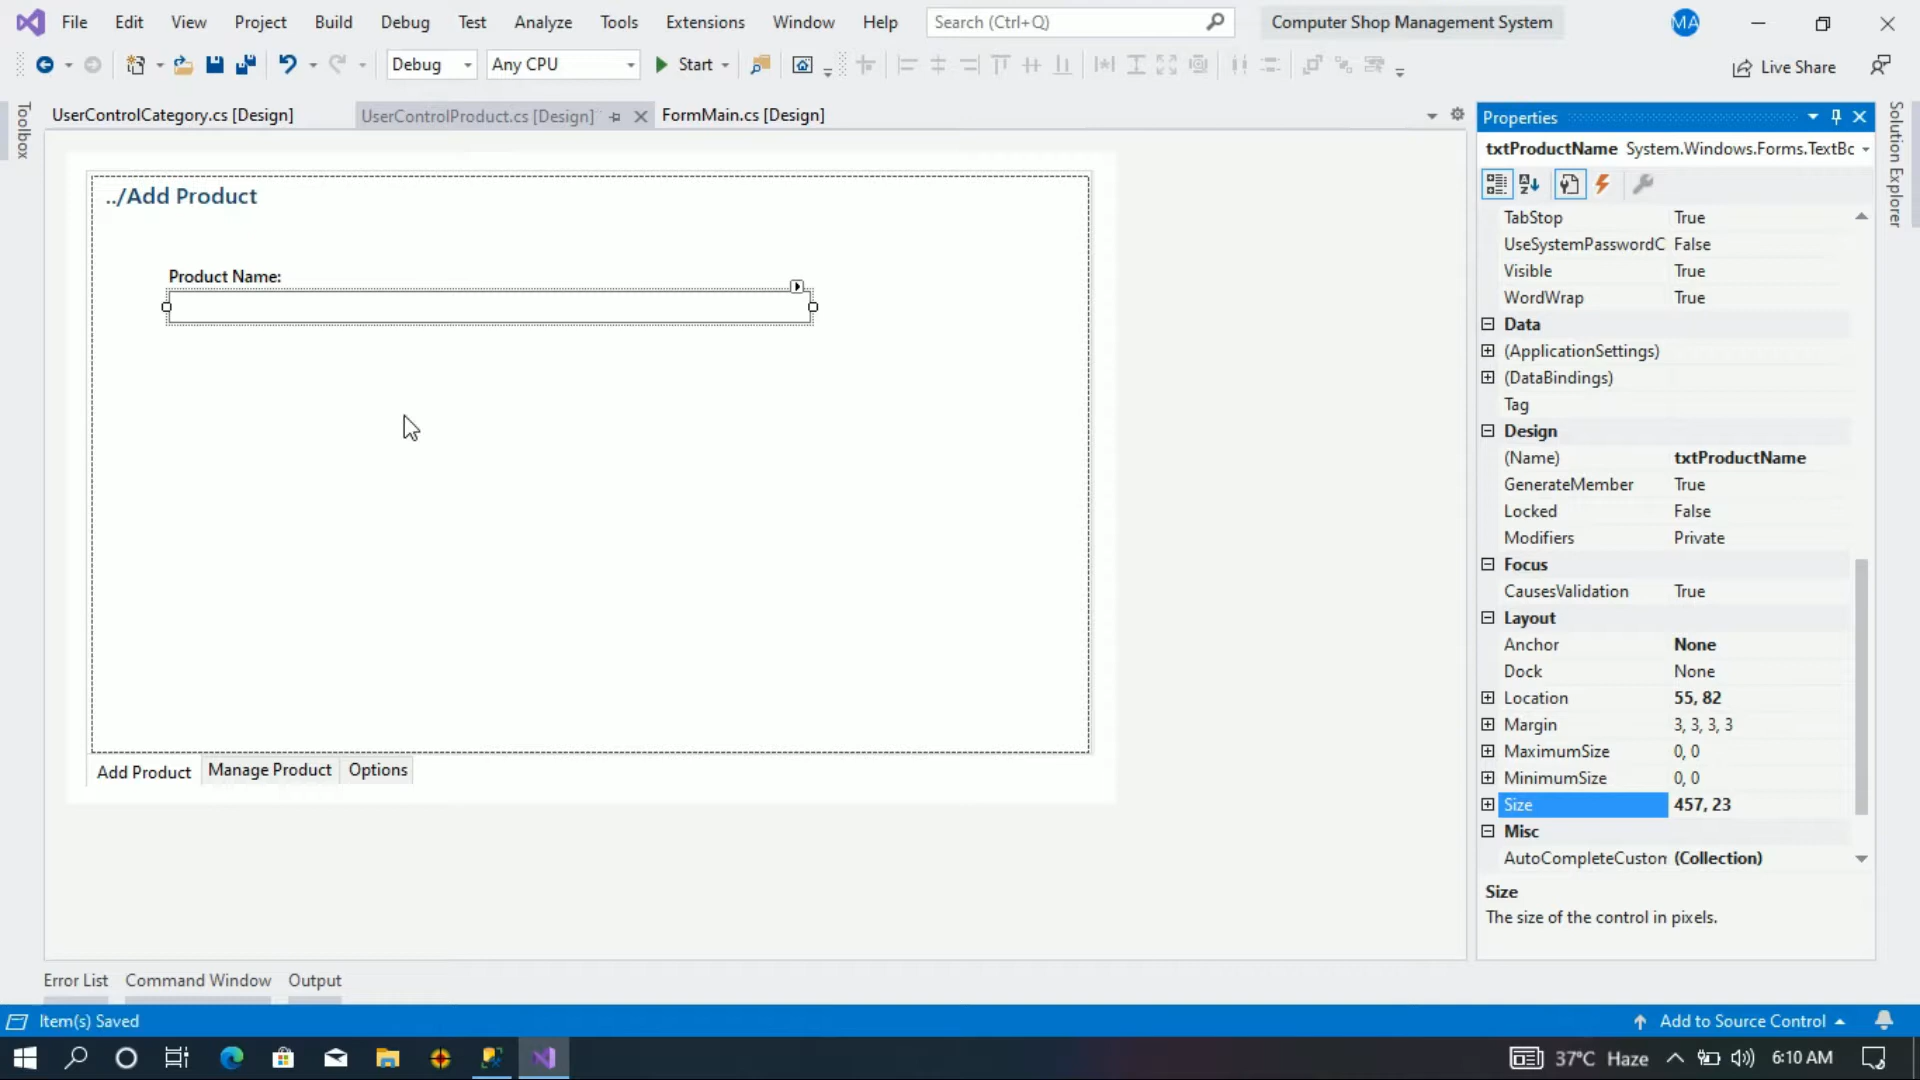 File Edit View Project Build Debug Test Analyze Tools Extensions Window Help Search (Ctrl+Q) Computer Shop Management System MA
Debug Any CPU Start Live Share
Toolbox
UserControlCategory.cs [Design] UserControlProduct.cs [Design] FormMain.cs [Design]
../Add Product
Product Name:
Add Product Manage Product Options
Properties
txtProductName System.Windows.Forms.TextBc
TabStop True
UseSystemPasswordC False
Visible True
WordWrap True
Data
(ApplicationSettings)
(DataBindings)
Tag
Design
(Name) txtProductName
GenerateMember True
Locked False
Modifiers Private
Focus
CausesValidation True
Layout
Anchor None
Dock None
Location 55, 82
Margin 3, 3, 3, 3
MaximumSize 0, 0
MinimumSize 0, 0
Size 457, 23
Misc
AutoCompleteCuston (Collection)
Size
The size of the control in pixels.
Solution Explorer
Error List Command Window Output
Item(s) Saved Add to Source Control
37°C Haze 6:10 AM